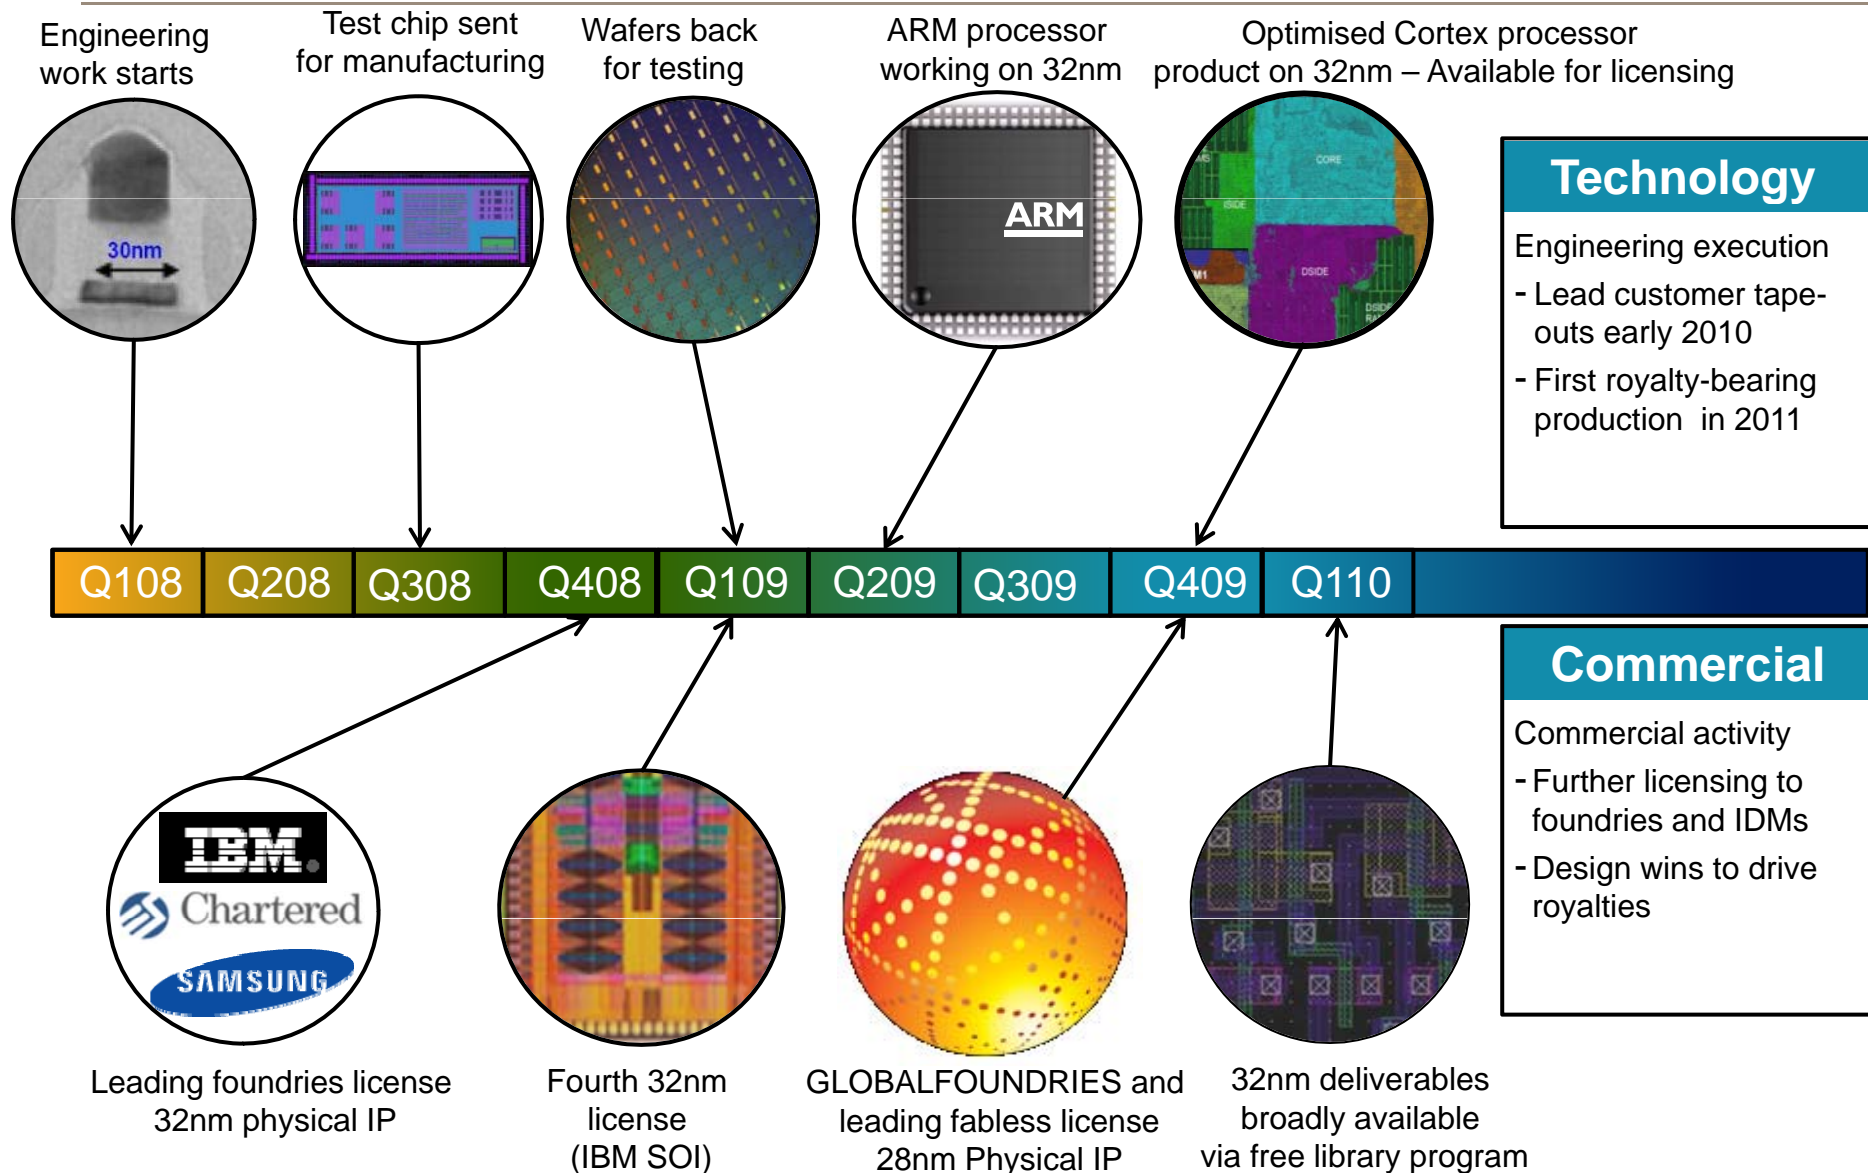 Engineering
work starts
Test chip sent
for manufacturing
Wafers back
for testing
ARM processor
working on 32nm
Optimised Cortex processor
product on 32nm – Available for licensing
30nm
ARM
CORE
ISIDE
DSIDE
M1
DSIDE
Technology
Engineering execution
- Lead customer tape-
outs early 2010
- First royalty-bearing
production in 2011
Q108 Q208 Q308 Q408 Q109 Q209 Q309 Q409 Q110
Commercial
Commercial activity
- Further licensing to
foundries and IDMs
- Design wins to drive
royalties
IBM
Chartered
SAMSUNG
Leading foundries license
32nm physical IP
Fourth 32nm
license
(IBM SOI)
GLOBALFOUNDRIES and
leading fabless license
28nm Physical IP
32nm deliverables
broadly available
via free library program